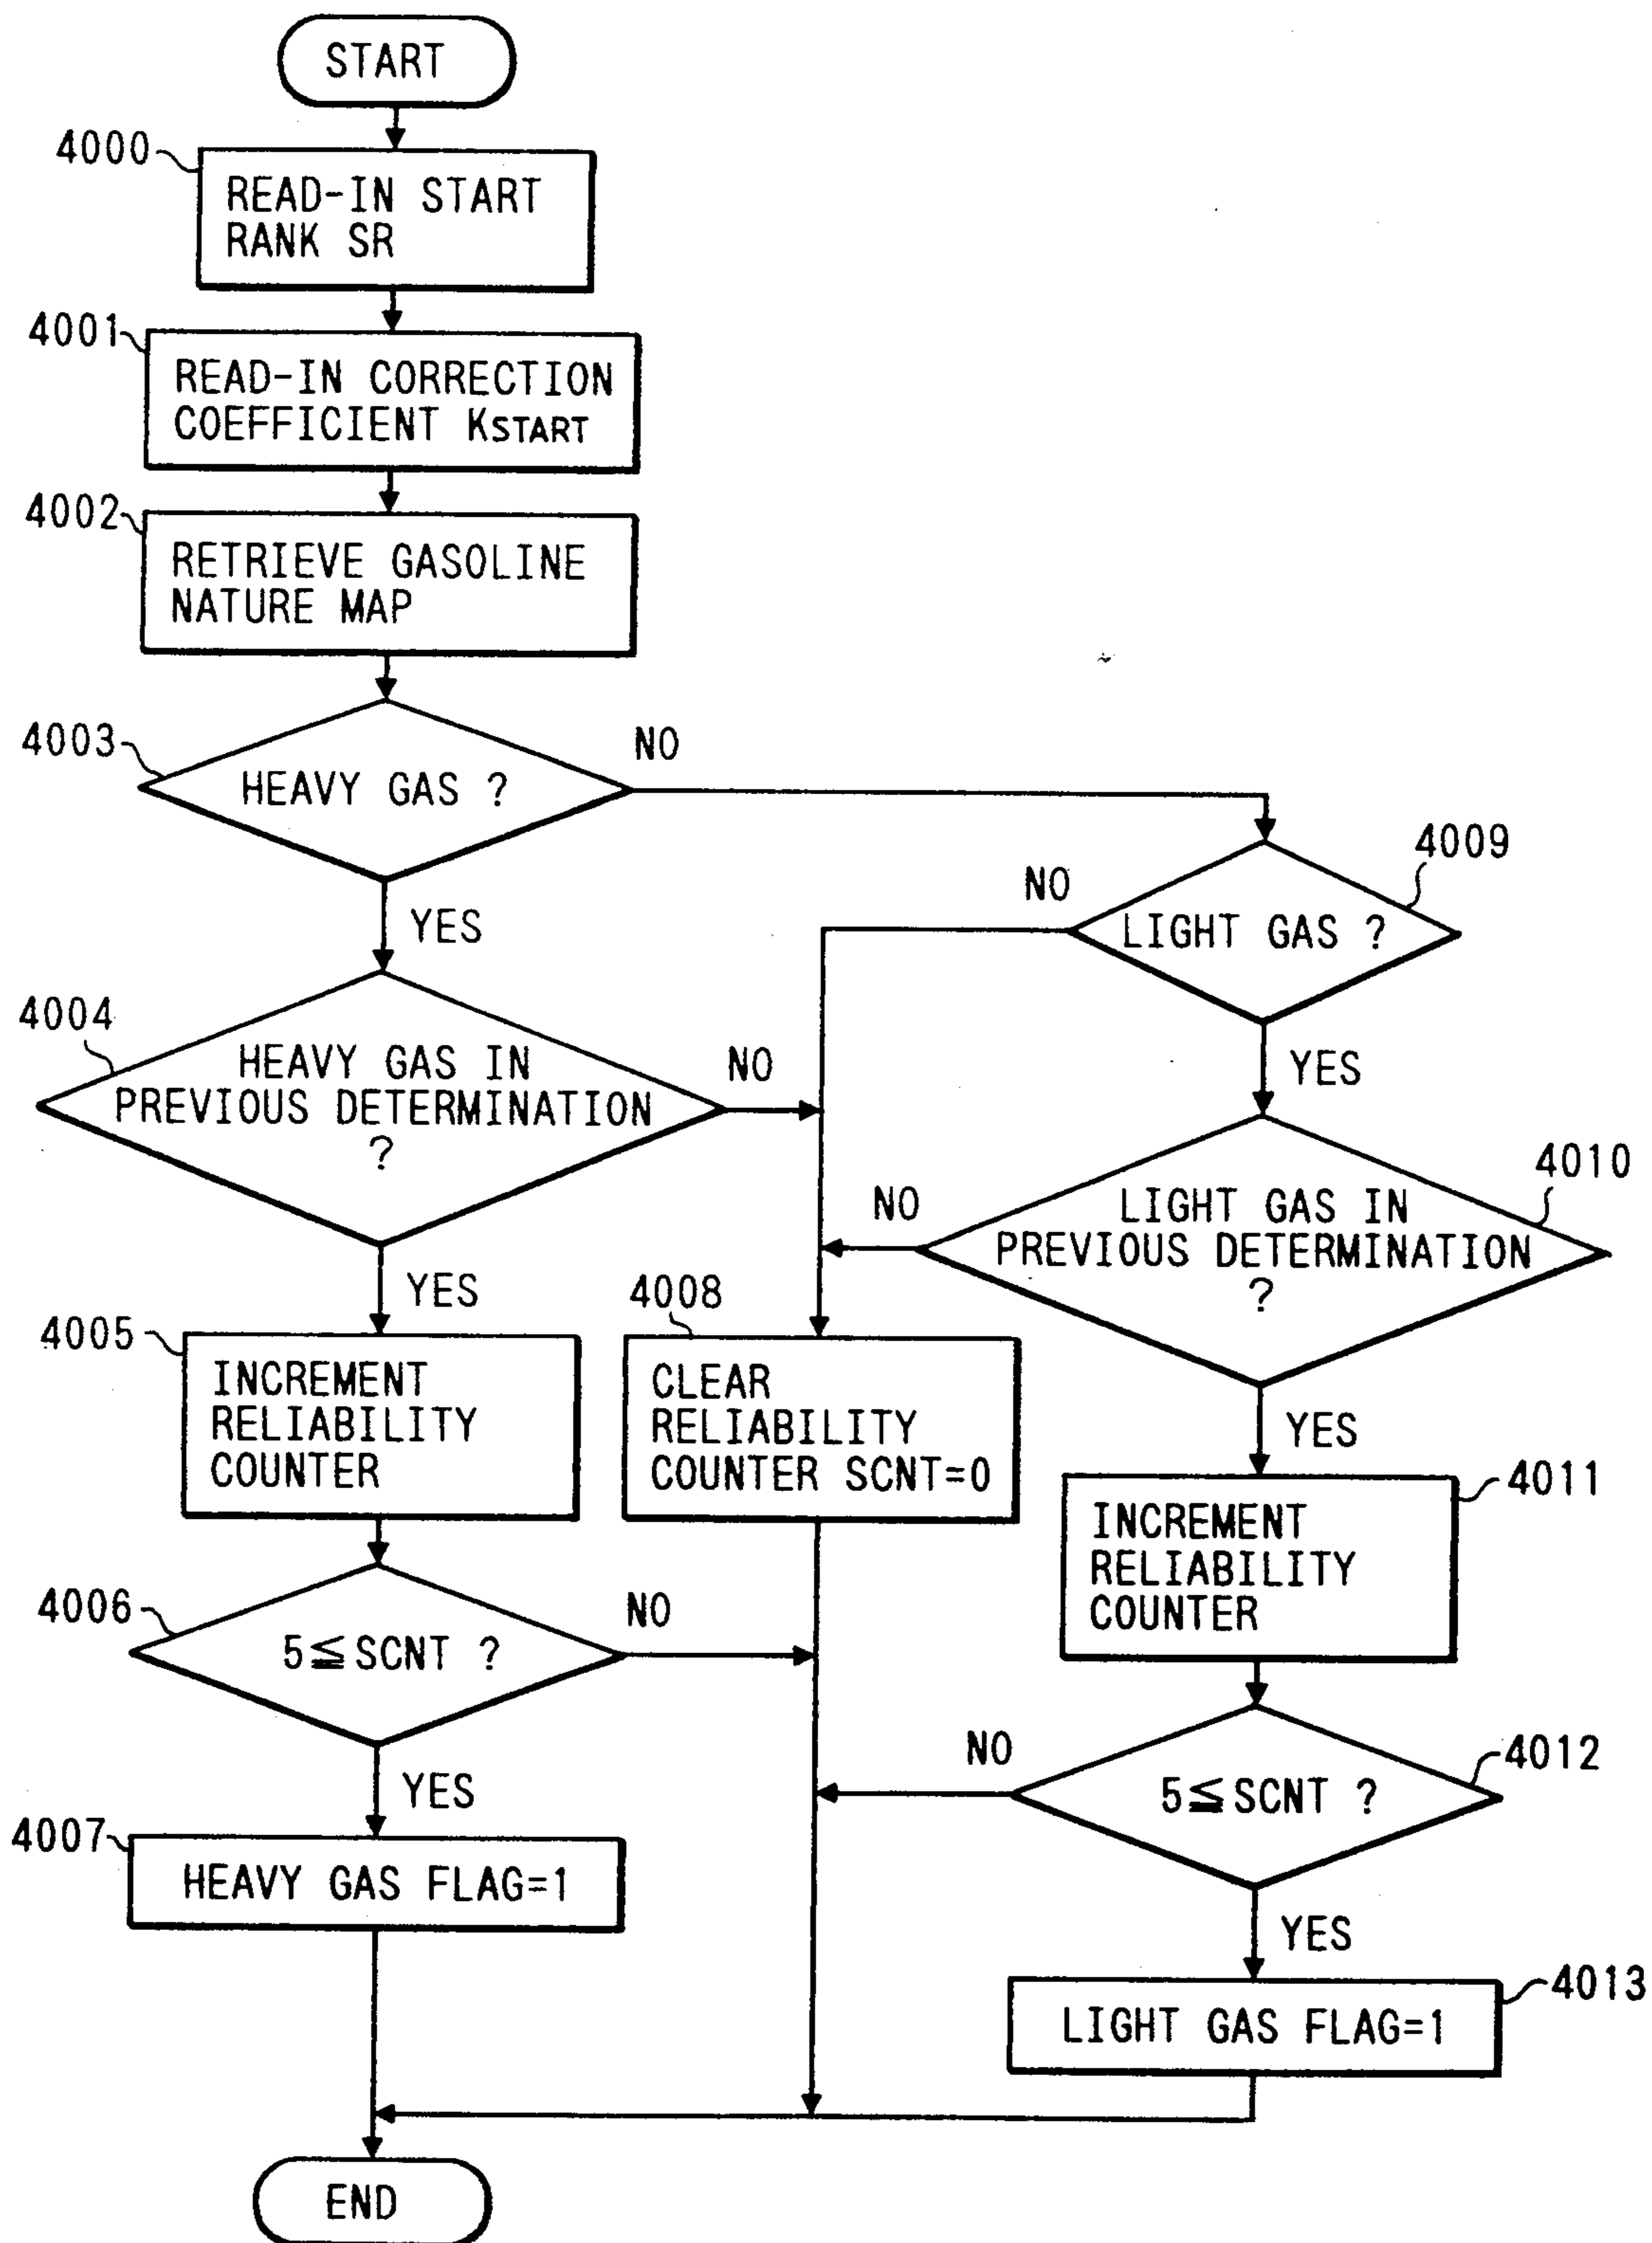 START
4000
READ-IN START
RANK SR
4001
READ-IN CORRECTION
COEFFICIENT KSTART
4002
RETRIEVE GASOLINE
NATURE MAP
4003
HEAVY GAS ?
NO
YES
4009
LIGHT GAS ?
NO
YES
4004
HEAVY GAS IN
PREVIOUS DETERMINATION
?
NO
YES
4010
LIGHT GAS IN
PREVIOUS DETERMINATION
?
NO
YES
4005
INCREMENT
RELIABILITY
COUNTER
4008
CLEAR
RELIABILITY
COUNTER SCNT=0
4011
INCREMENT
RELIABILITY
COUNTER
4006
5≦SCNT ?
NO
YES
4012
5≦SCNT ?
NO
YES
4007
HEAVY GAS FLAG=1
4013
LIGHT GAS FLAG=1
END